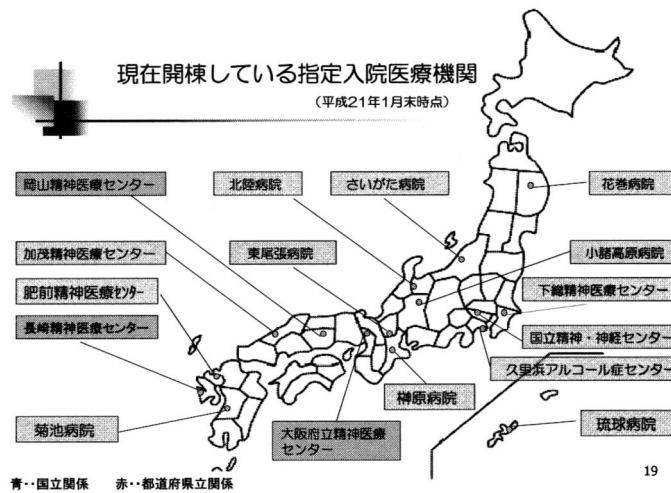 現在開棟している指定入院医療機関
（平成21年1月末時点）
岡山精神医療センター
北陸病院
さいがた病院
花巻病院
加茂精神医療センター
東尾張病院
小諸高原病院
肥前精神医療センター
下総精神医療センター
長崎精神医療センター
国立精神・神経センター
久里浜アルコール症センター
榊原病院
菊池病院
大阪府立精神医療
センター
琉球病院
青‥国立関係　赤‥都道府県立関係
19